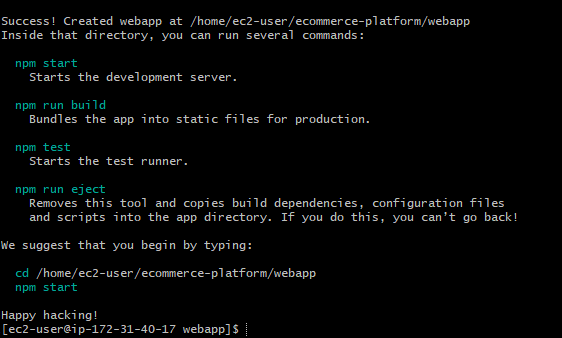 Success! Created webapp at /home/ec2-user/ecommerce-platform/webapp
Inside that directory, you can run several commands:
npm start
Starts the development server.
npm run build
Bundles the app into static files for production.
npm test
Starts the test runner.
npm run eject
Removes this tool and copies build dependencies, configuration files
and scripts into the app directory. If you do this, you can't go back!
We suggest that you begin by typing:
cd /home/ec2-user/ecommerce-platform/webapp
npm start
Happy hacking!
[ec2-user@ip-172-31-40-17 webapp]$